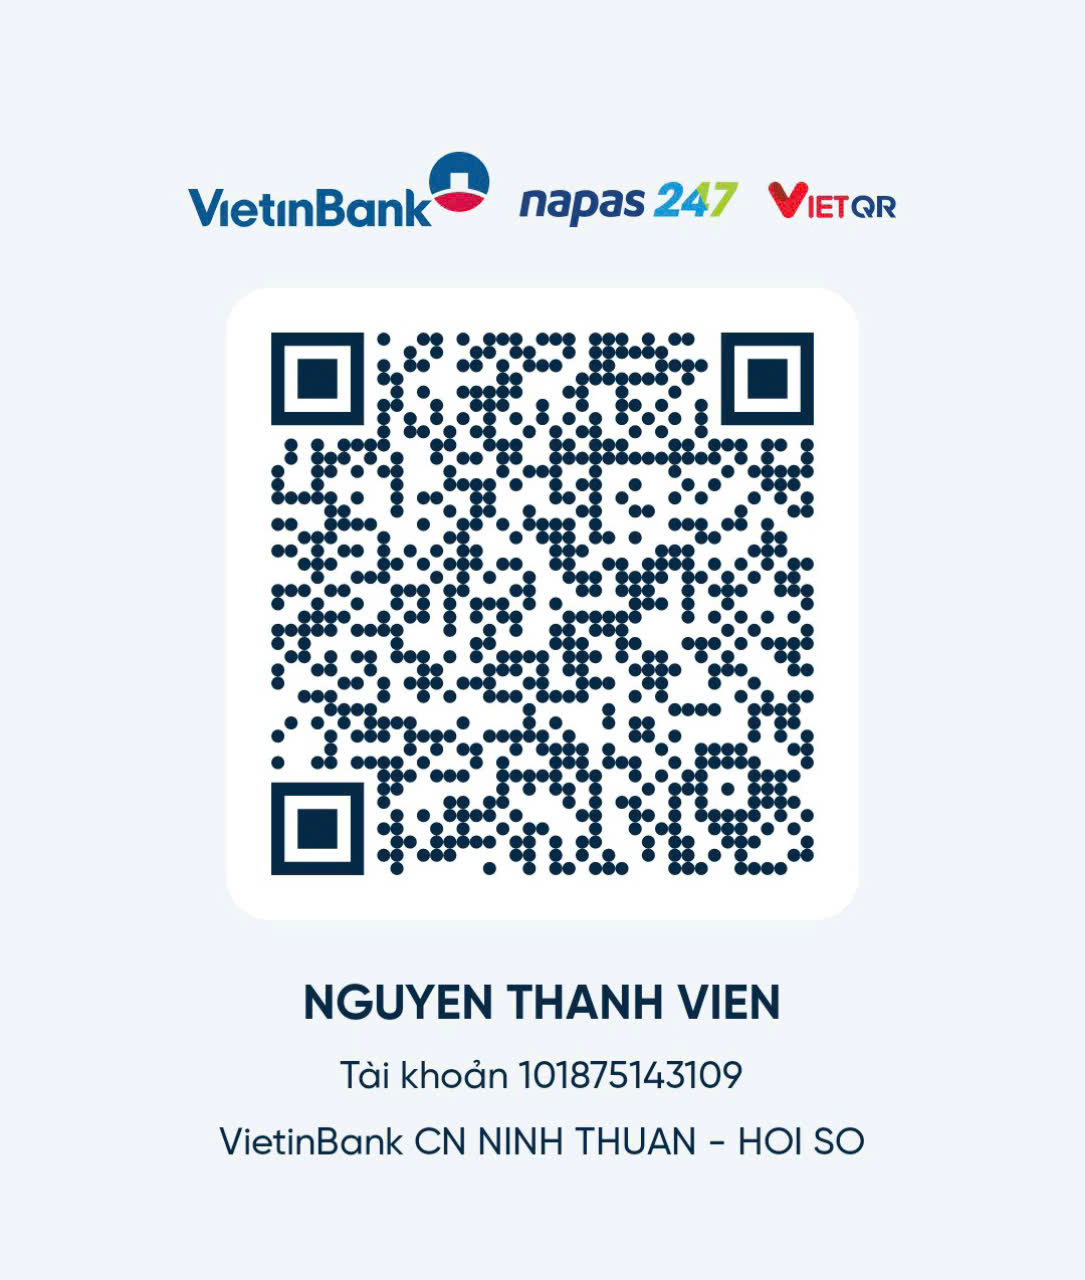 VietinBank napas 247 VIETQR
NGUYEN THANH VIEN
Tài khoản 101875143109
VietinBank CN NINH THUAN - HOI SO